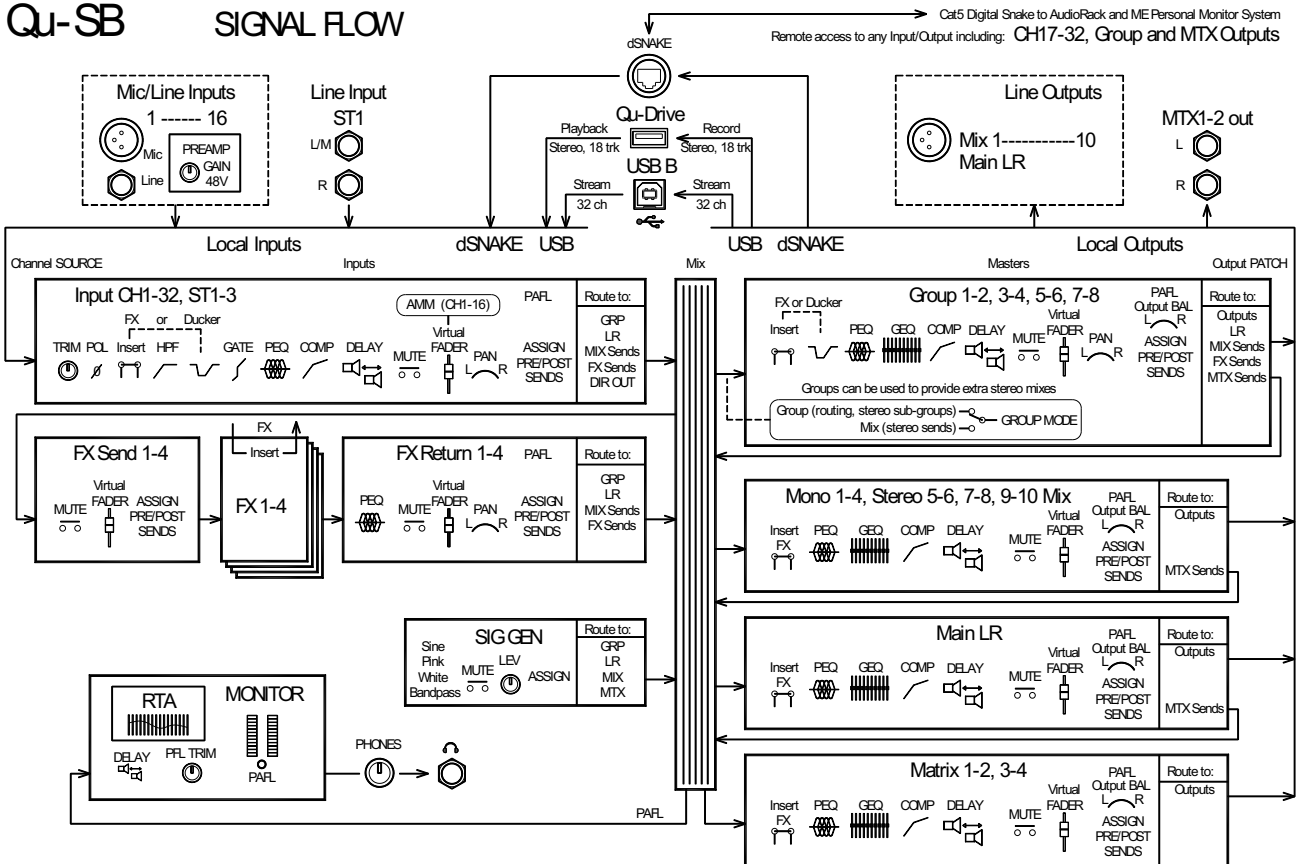 Qu-SB SIGNAL FLOW
Cat5 Digital Snake to AudioRack and ME Personal Monitor System
Remote access to any Input/Output including: CH17-32, Group and MTX Outputs
dSNAKE
Mic/Line Inputs
1 ------ 16
Mic
Line
PREAMP
GAIN
48V
Line Input
ST1
L/M
R
Qu-Drive
Playback
Stereo, 18 trk
Record
Stereo, 18 trk
USB B
Stream
32 ch
Stream
32 ch
Line Outputs
Mix 1-----------10
Main LR
MTX1-2 out
L
R
Local Inputs
dSNAKE USB
USB dSNAKE
Local Outputs
Channel SOURCE
Inputs
Mix
Masters
Output PATCH
Input CH1-32, ST1-3
FX or Ducker
TRIM POL Insert HPF GATE PEQ COMP DELAY
AMM (CH1-16)
MUTE
Virtual
FADER
PAN
L R
PAFL
ASSIGN
PRE/POST
SENDS
Route to:
GRP
LR
MIX Sends
FX Sends
DIR OUT
Group 1-2, 3-4, 5-6, 7-8
FX or Ducker
Insert PEQ GEQ COMP DELAY
MUTE
Virtual
FADER
PAN
L R
PAFL
Output BAL
L R
ASSIGN
PRE/POST
SENDS
Route to:
Outputs
LR
MIX Sends
FX Sends
MTX Sends
Groups can be used to provide extra stereo mixes
Group (routing, stereo sub-groups)
Mix (stereo sends)
GROUP MODE
FX Send 1-4
MUTE
Virtual
FADER
ASSIGN
PRE/POST
SENDS
FX
Insert
FX 1-4
FX Return 1-4
PAFL
PEQ
MUTE
Virtual
FADER
PAN
L R
ASSIGN
PRE/POST
SENDS
Route to:
GRP
LR
MIX Sends
FX Sends
Mono 1-4, Stereo 5-6, 7-8, 9-10 Mix
Insert
FX
PEQ GEQ COMP DELAY
MUTE
Virtual
FADER
PAFL
Output BAL
L R
ASSIGN
PRE/POST
SENDS
Route to:
Outputs
MTX Sends
SIG GEN
Sine
Pink
White
Bandpass
MUTE
LEV
ASSIGN
Route to:
GRP
LR
MIX
MTX
Main LR
Insert
FX
PEQ GEQ COMP DELAY
MUTE
Virtual
FADER
PAFL
Output BAL
L R
ASSIGN
PRE/POST
SENDS
Route to:
Outputs
MTX Sends
RTA
MONITOR
DELAY
PFL TRIM
PAFL
PHONES
PAFL
Matrix 1-2, 3-4
Insert
FX
PEQ GEQ COMP DELAY
MUTE
Virtual
FADER
PAFL
Output BAL
L R
ASSIGN
PRE/POST
SENDS
Route to:
Outputs